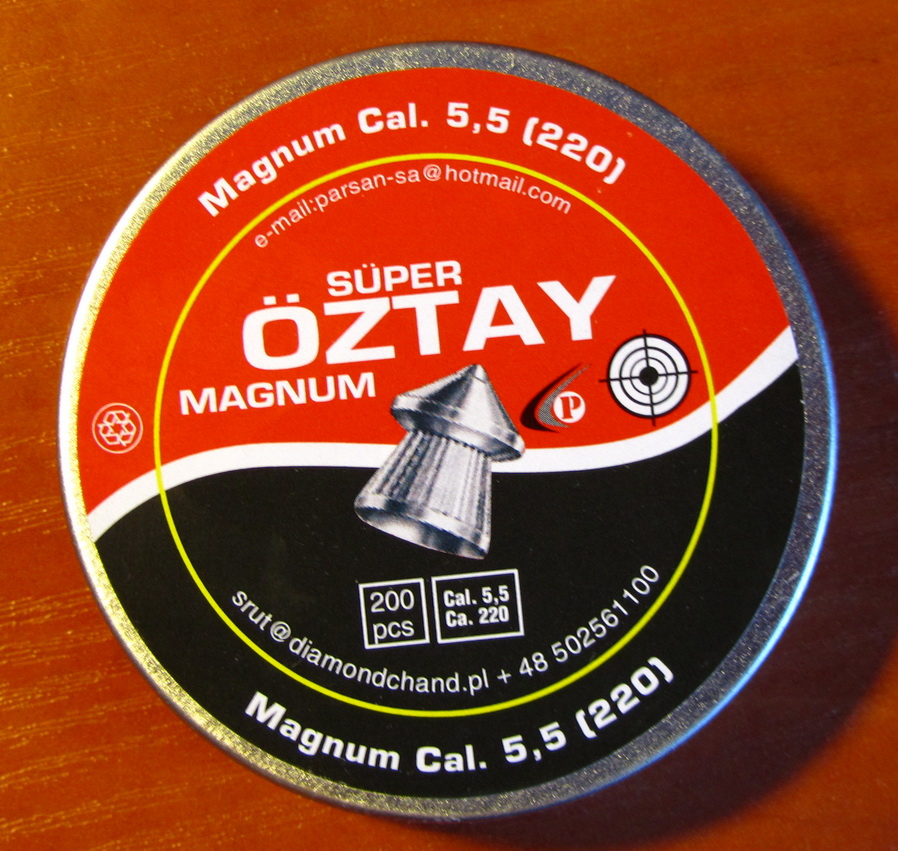 Magnum Cal. 5,5 (220)
e-mail:parsan-sa@hotmail.com
SÜPER
ÖZTAY
MAGNUM
P
200
pcs
Cal. 5,5
Ca. 220
srut@diamondchand.pl + 48 502561100
Magnum Cal. 5,5 (220)